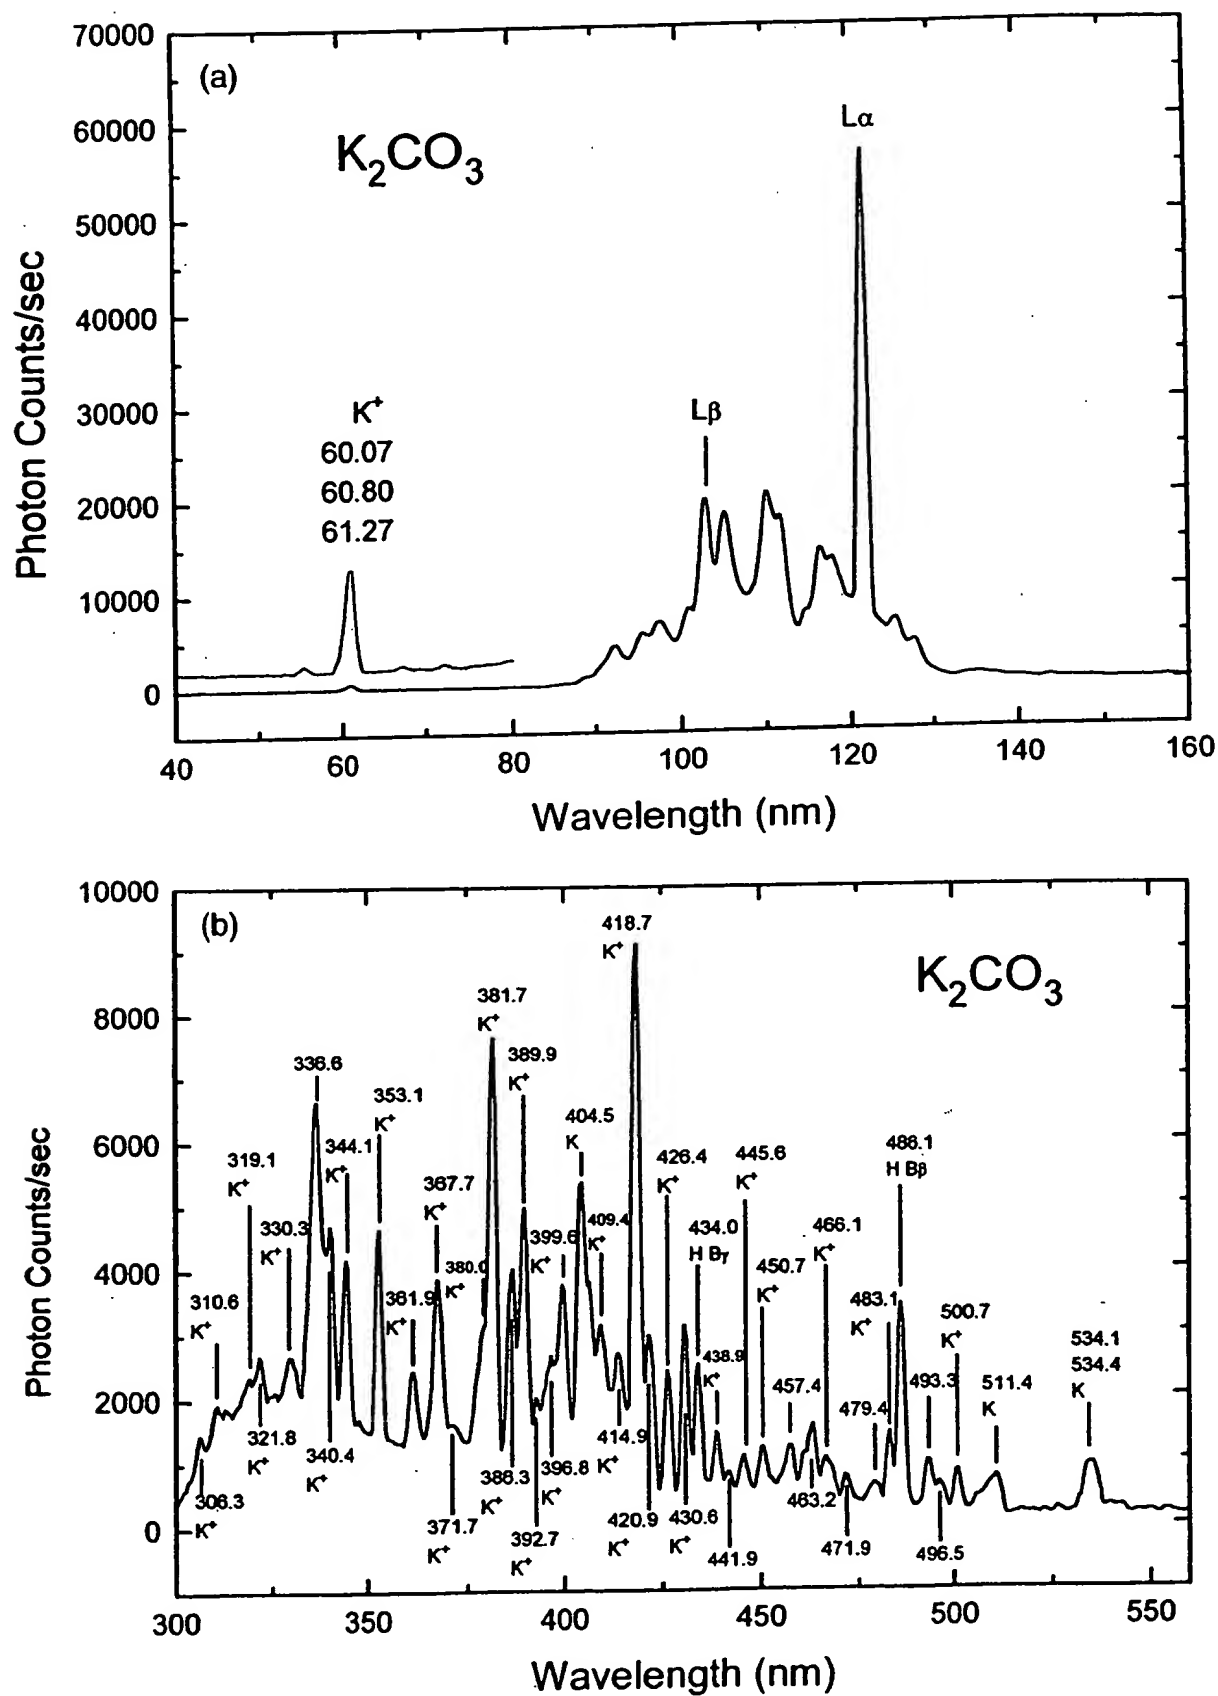 70000
(a)
K₂CO₃
Lα
60000
50000
40000
30000
20000
10000
0
Photon Counts/sec
K⁺
60.07
60.80
61.27
Lβ
40 60 80 100 120 140 160
Wavelength (nm)
10000
(b)
K₂CO₃
8000
6000
4000
2000
0
Photon Counts/sec
306.3
K⁺
310.6
K⁺
319.1
K⁺
321.8
K⁺
330.3
K⁺
336.6
340.4
K⁺
344.1
K⁺
353.1
K⁺
361.9
K⁺
367.7
K⁺
371.7
K⁺
380.0
K⁺
381.7
K⁺
386.3
K⁺
389.9
K⁺
392.7
K⁺
396.8
K⁺
399.6
K⁺
404.5
K
409.4
K⁺
414.9
K⁺
418.7
K⁺
420.9
K⁺
426.4
K⁺
430.6
K⁺
434.0
H Bγ
438.9
K⁺
441.9
445.6
K⁺
450.7
K⁺
457.4
463.2
466.1
K⁺
471.9
479.4
483.1
K⁺
486.1
H Bβ
493.3
496.5
500.7
K⁺
511.4
K
534.1
534.4
K
300 350 400 450 500 550
Wavelength (nm)